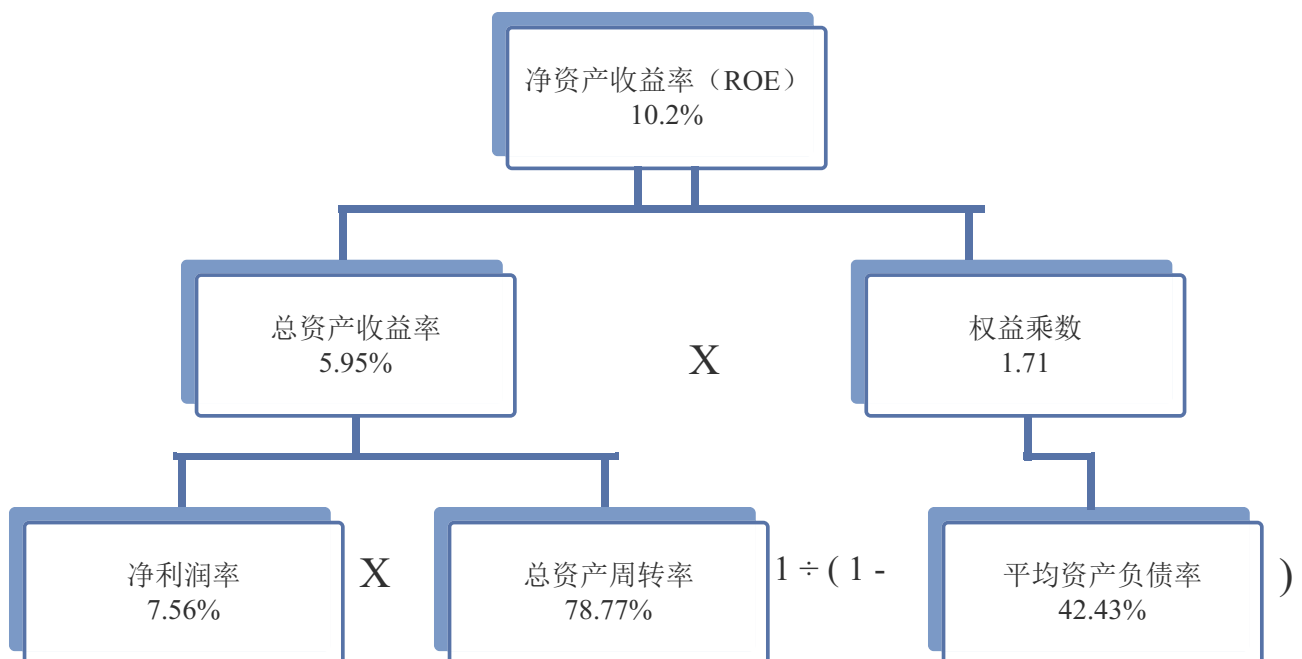 净资产收益率（ROE）
10.2%
总资产收益率
5.95%
X
权益乘数
1.71
净利润率
7.56%
X
总资产周转率
78.77%
1 ÷ ( 1 -
平均资产负债率
42.43%
)